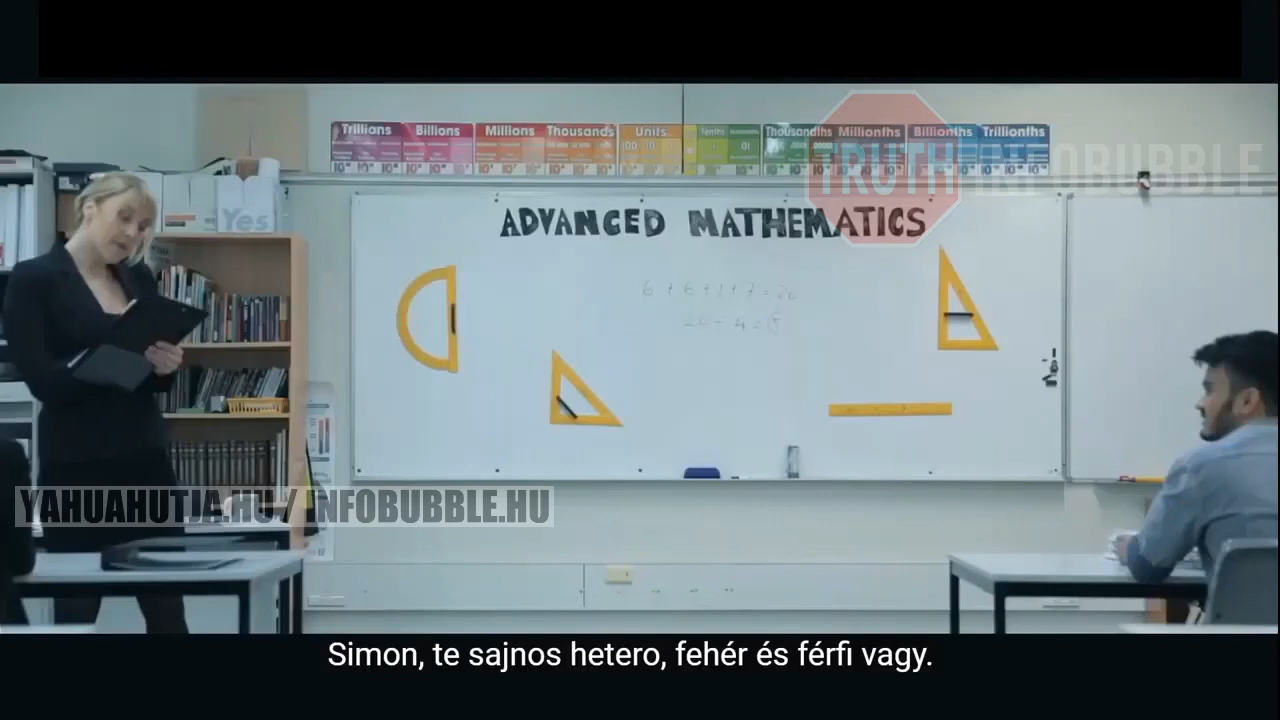 Trillians Billions Millions Thousands Units Tenths Thousandths Millionths Billionths Trillionths
TRUTH INFOBUBBLE
Yes
ADVANCED MATHEMATICS
YAHUAHUTJA.HU / INFOBUBBLE.HU
Simon, te sajnos hetero, fehér és férfi vagy.